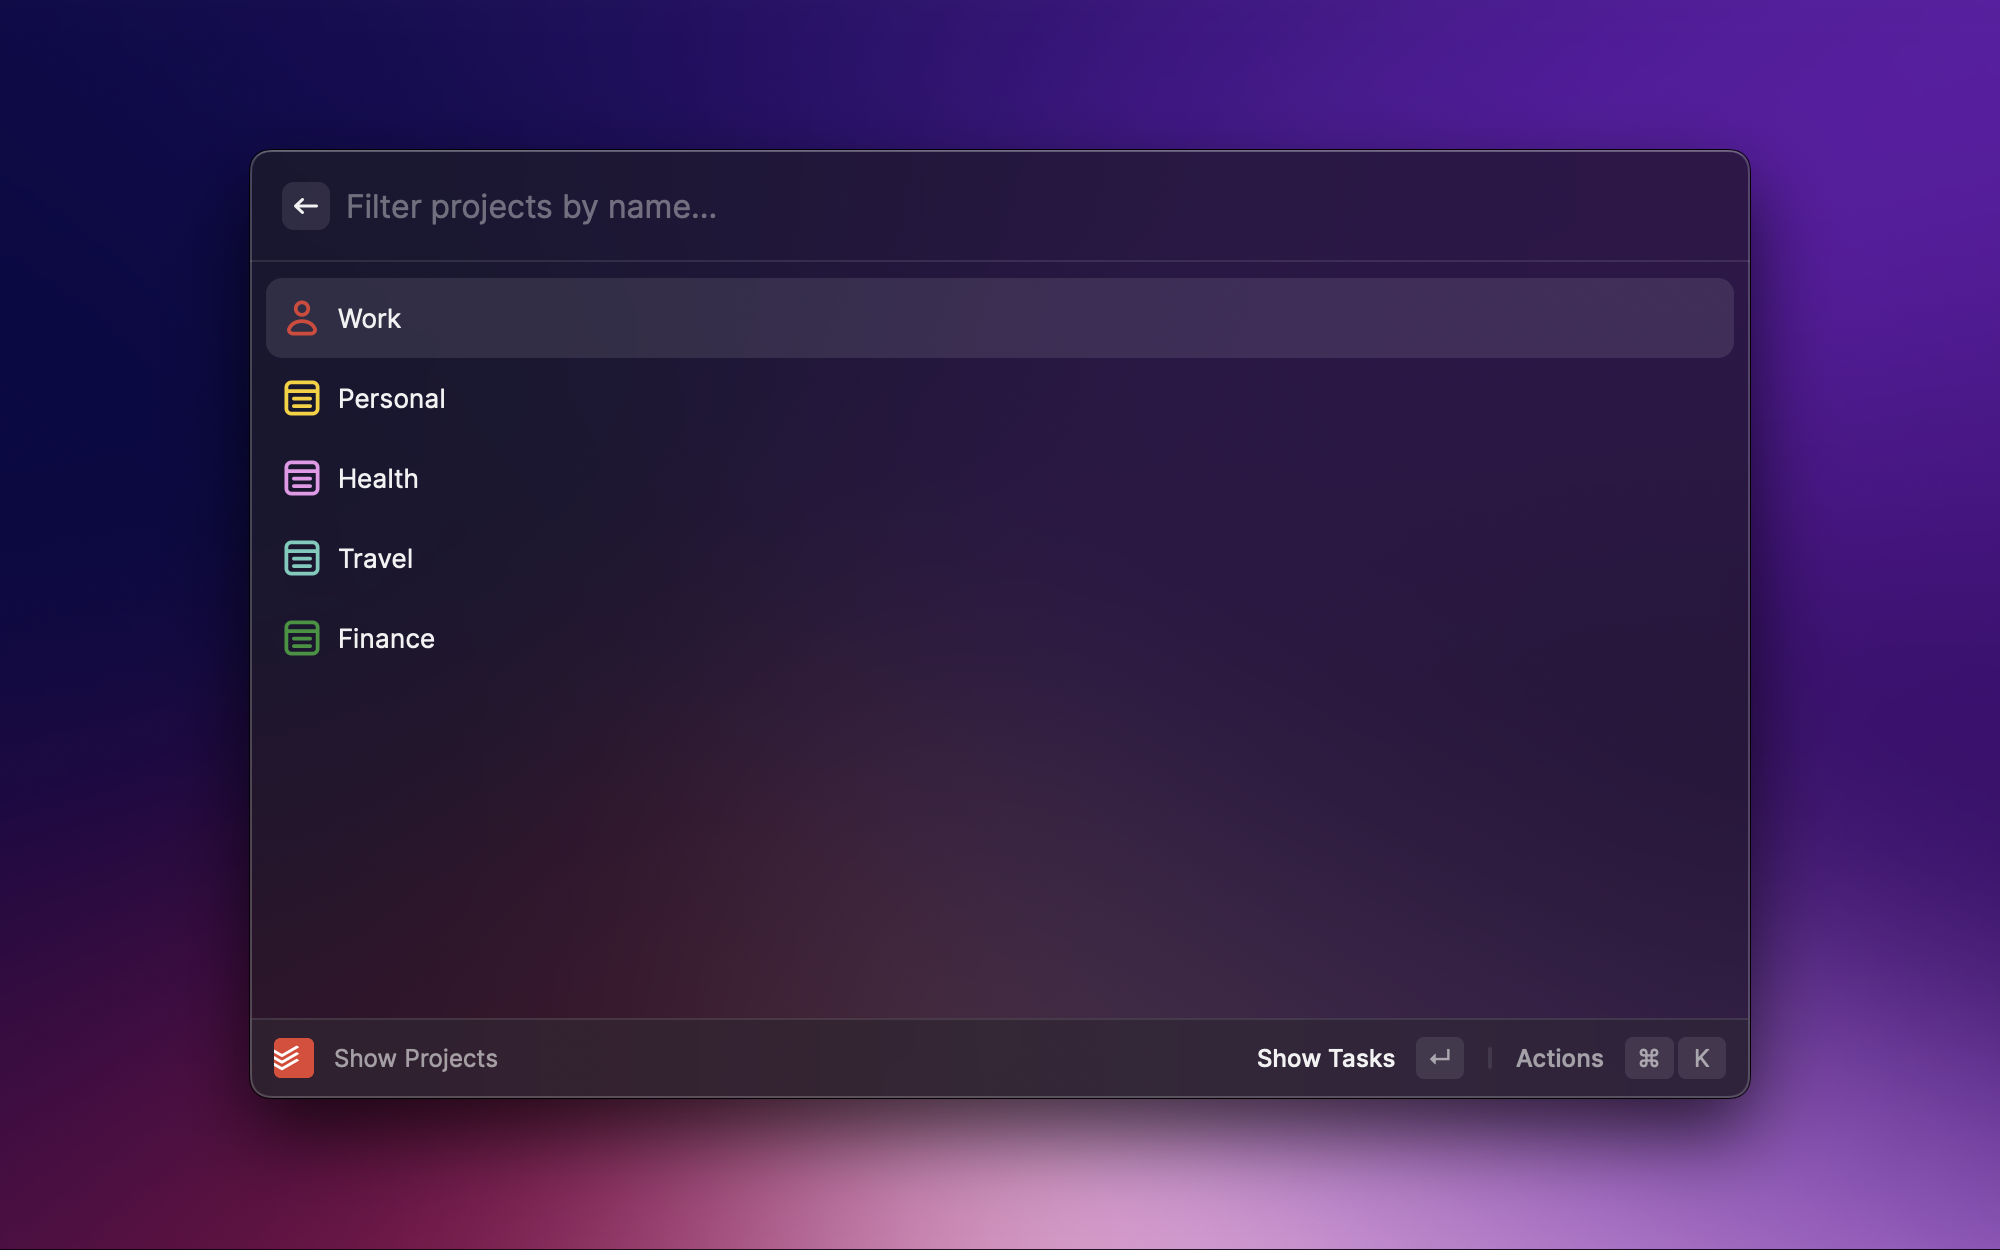 Filter projects by name...
Work
Personal
Health
Travel
Finance
Show Projects
Show Tasks
Actions ⌘ K